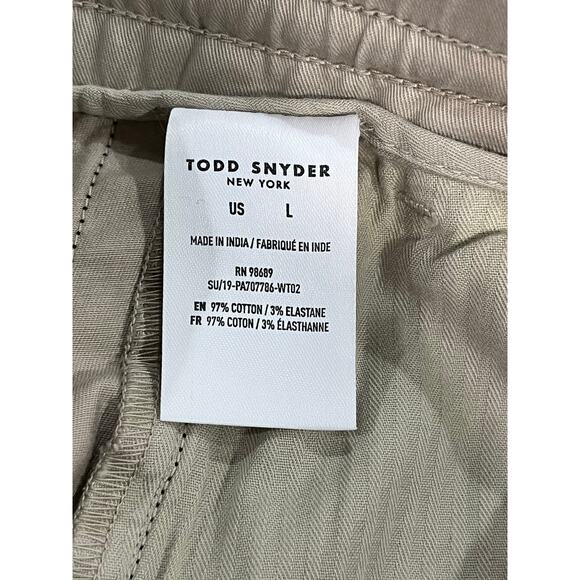 TODD SNYDER
NEW YORK
US L
MADE IN INDIA / FABRIQUÉ EN INDE
RN 98689
SU/19-PA707786-WT02
EN 97% COTTON / 3% ELASTANE
FR 97% COTON / 3% ÉLASTHANNE